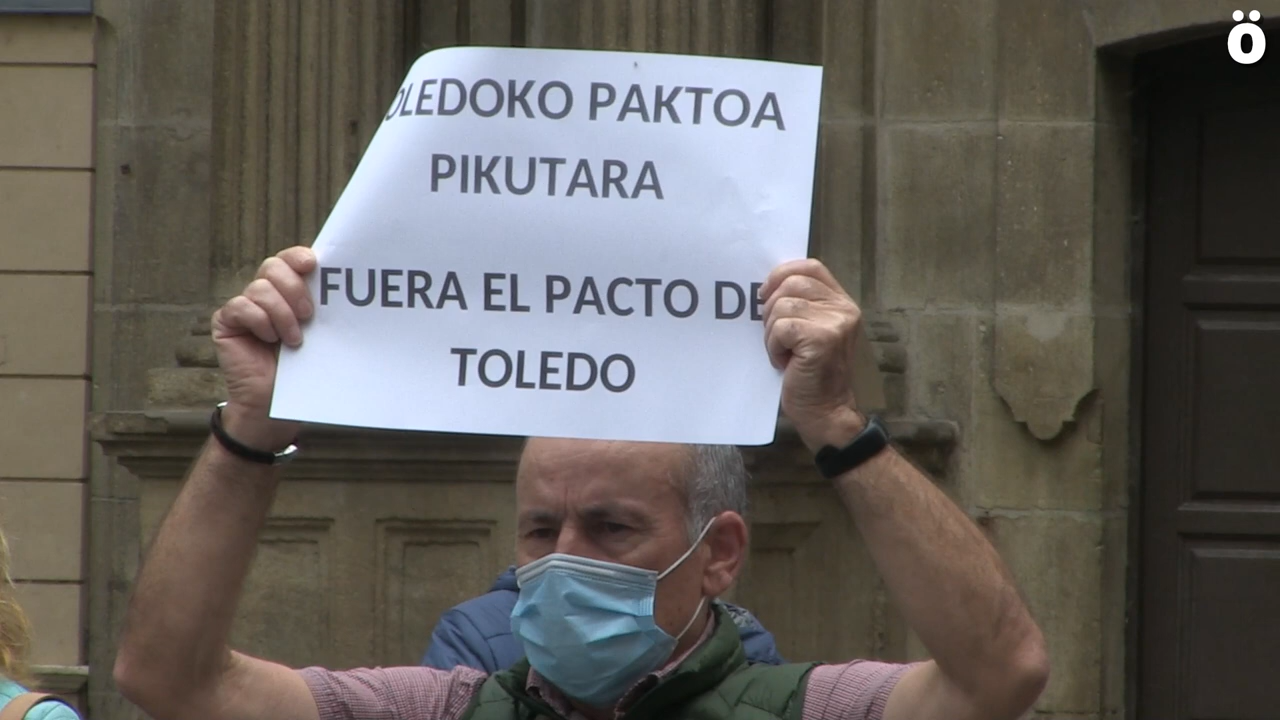 OLEDOKO PAKTOA
PIKUTARA
FUERA EL PACTO DE
TOLEDO
ö